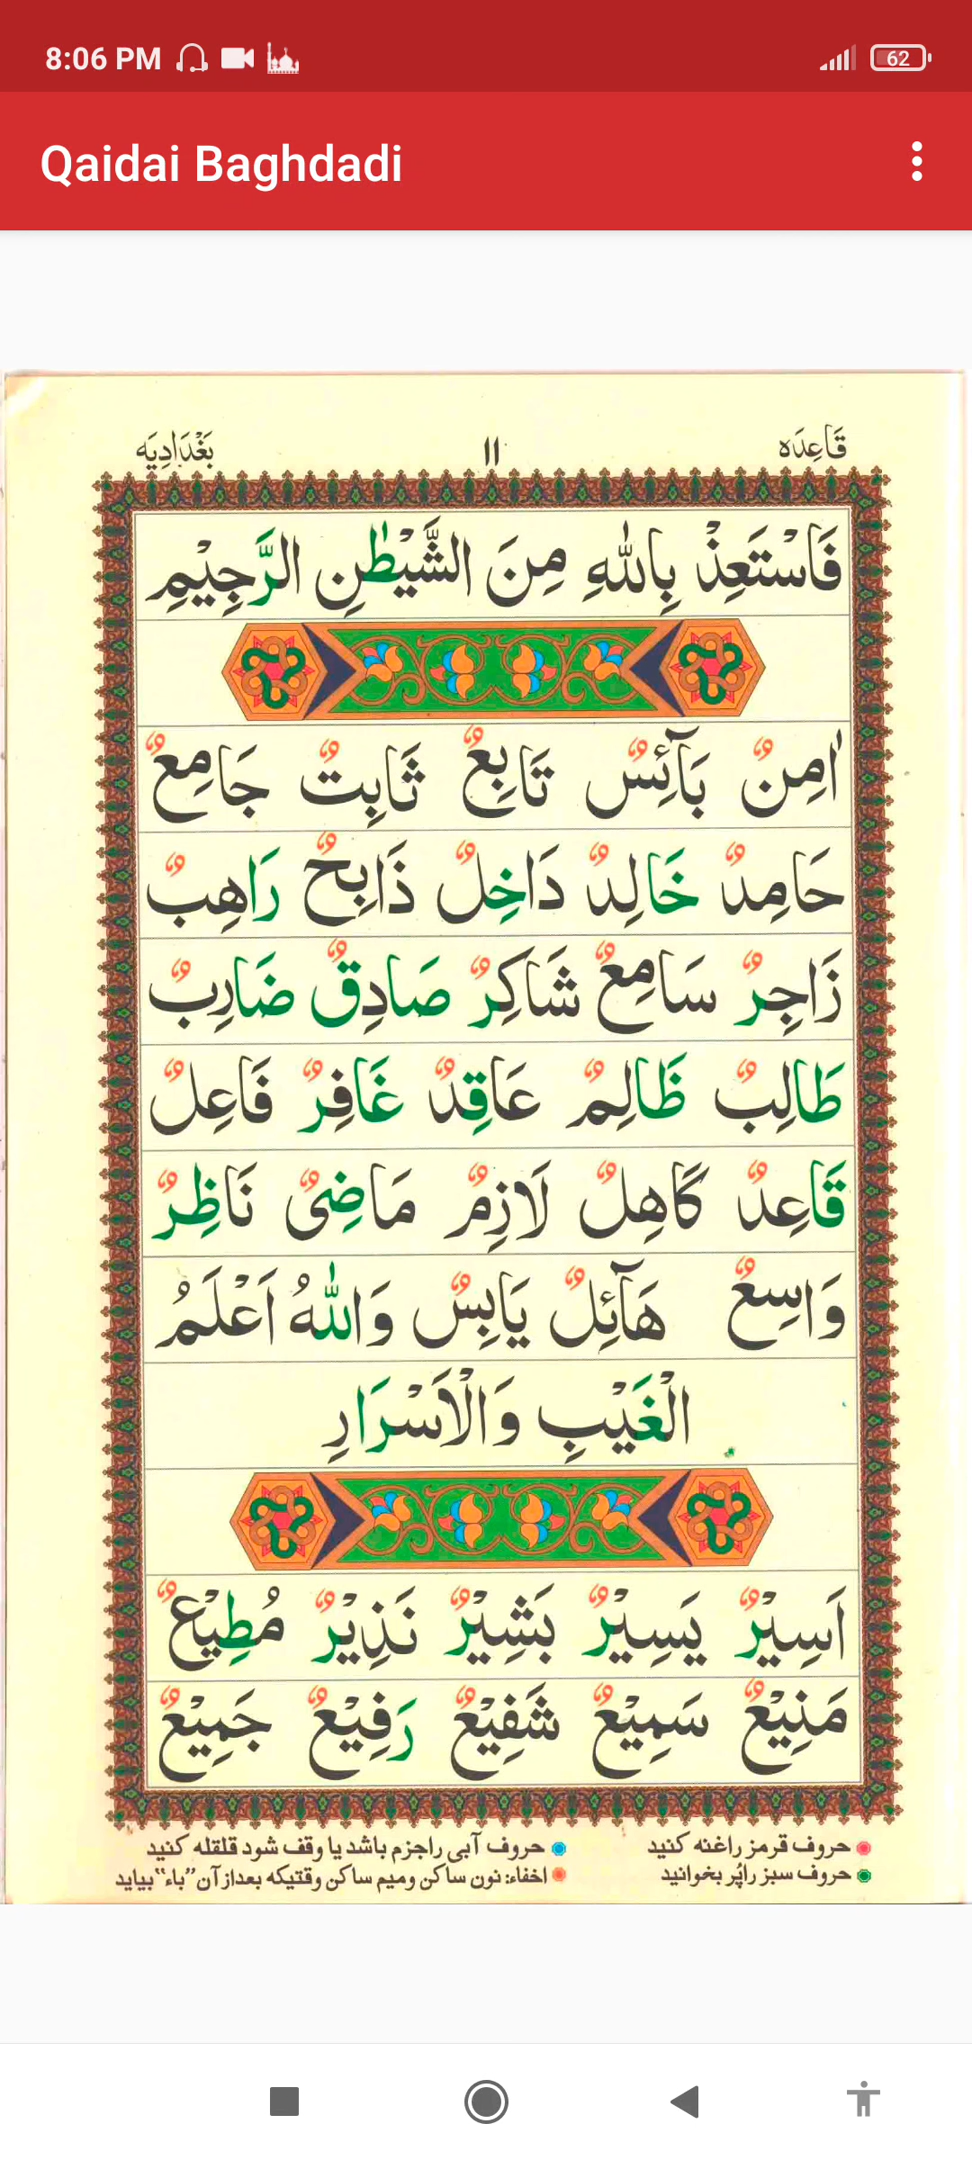 8:06 PM 62
Qaidai Baghdadi
قَاعِدَه ١١ بَغْدَادِيَه
فَاسْتَعِذْ بِاللّٰهِ مِنَ الشَّيْطٰنِ الرَّجِيْمِ
اٰمِنٌ بَآئِسٌ تَابِعٌ ثَابِتٌ جَامِعٌ
حَامِدٌ خَالِدٌ دَاخِلٌ ذَابِحٌ رَاهِبٌ
زَاجِرٌ سَامِعٌ شَاكِرٌ صَادِقٌ ضَارِبٌ
طَالِبٌ ظَالِمٌ عَاقِدٌ غَافِرٌ فَاعِلٌ
قَاعِدٌ كَاهِلٌ لَازِمٌ مَاضِیٌ نَاظِرٌ
وَاسِعٌ هَآئِلٌ يَابِسٌ وَاللّٰهُ اَعْلَمُ
الْغَيْبِ وَالْاَسْرَارِ
اَسِيْرٌ يَسِيْرٌ بَشِيْرٌ نَذِيْرٌ مُطِيْعٌ
مَنِيْعٌ سَمِيْعٌ شَفِيْعٌ رَفِيْعٌ جَمِيْعٌ
حروف قرمز راغنه کنید حروف آبی راجزم باشد یا وقف شود قلقله کنید
حروف سبز راپُر بخوانید اخفاء: نون ساکن ومیم ساکن وقتیکه بعداز آن ”باء“ بیاید